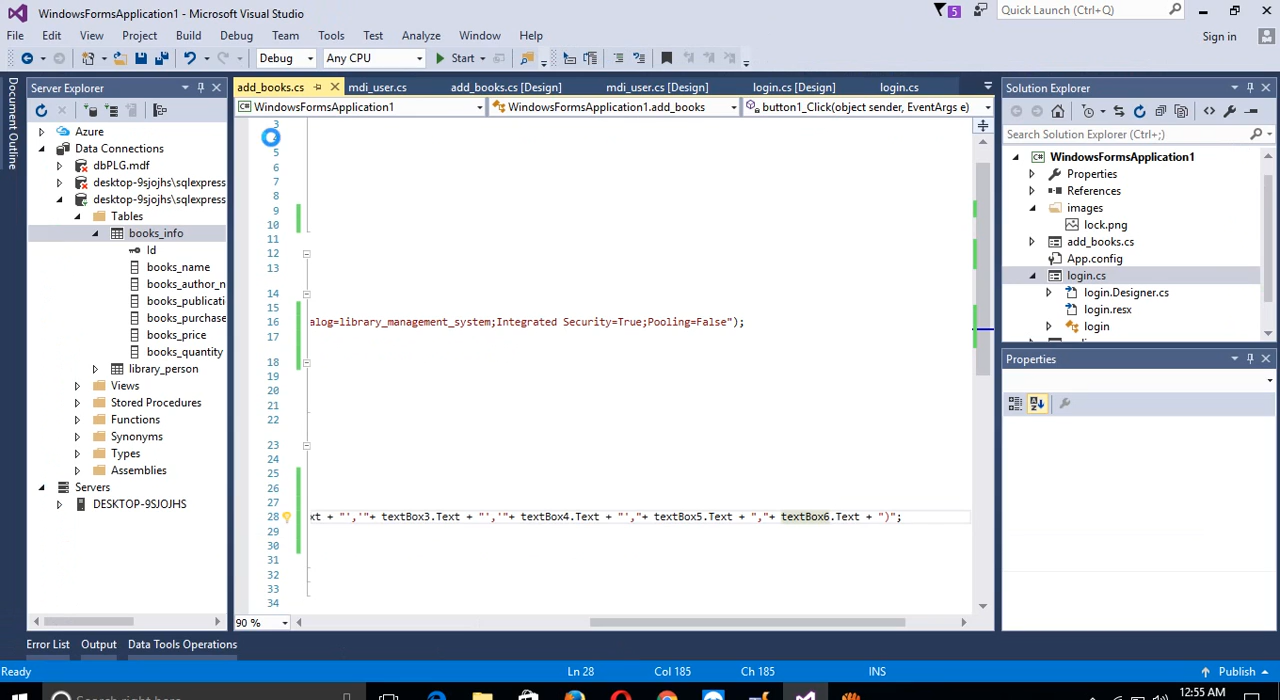 WindowsFormsApplication1 - Microsoft Visual Studio
5
Quick Launch (Ctrl+Q)
File Edit View Project Build Debug Team Tools Test Analyze Window Help
Sign in
Debug Any CPU Start
Document Outline
Server Explorer
Azure
Data Connections
dbPLG.mdf
desktop-9sjojhs\sqlexpress
desktop-9sjojhs\sqlexpress
Tables
books_info
Id
books_name
books_author_n
books_publicati
books_purchase
books_price
books_quantity
library_person
Views
Stored Procedures
Functions
Synonyms
Types
Assemblies
Servers
DESKTOP-9SJOJHS
add_books.cs mdi_user.cs add_books.cs [Design] mdi_user.cs [Design] login.cs [Design] login.cs
WindowsFormsApplication1 WindowsFormsApplication1.add_books button1_Click(object sender, EventArgs e)
3
5
6
7
8
9
10
11
12
13
14
15
16 alog=library_management_system;Integrated Security=True;Pooling=False");
17
18
19
20
21
22
23
24
25
26
27
28 xt + "','"+ textBox3.Text + "','"+ textBox4.Text + "',"+ textBox5.Text + ","+ textBox6.Text + ")";
29
30
31
32
33
34
90 %
Solution Explorer
Search Solution Explorer (Ctrl+;)
WindowsFormsApplication1
Properties
References
images
lock.png
add_books.cs
App.config
login.cs
login.Designer.cs
login.resx
login
Properties
Error List Output Data Tools Operations
Ready Ln 28 Col 185 Ch 185 INS Publish
Search right here
12:55 AM